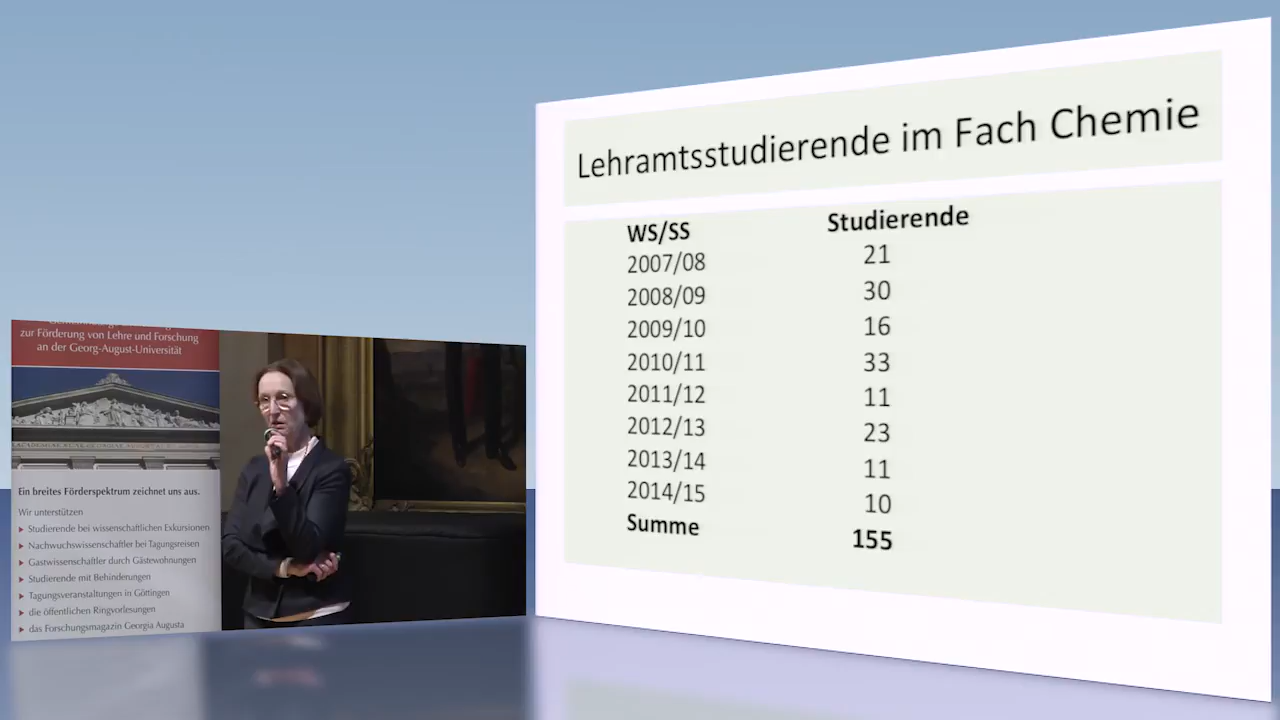 zur Förderung von Lehre und Forschung
an der Georg-August-Universität
Ein breites Förderspektrum zeichnet uns aus.
Wir unterstützen
Studierende bei wissenschaftlichen Exkursionen
Nachwuchswissenschaftler bei Tagungsreisen
Gastwissenschaftler durch Gästewohnungen
Studierende mit Behinderungen
Tagungsveranstaltungen in Göttingen
die öffentlichen Ringvorlesungen
das Forschungsmagazin Georgia Augusta
Lehramtsstudierende im Fach Chemie
WS/SS Studierende
2007/08 21
2008/09 30
2009/10 16
2010/11 33
2011/12 11
2012/13 23
2013/14 11
2014/15 10
Summe 155